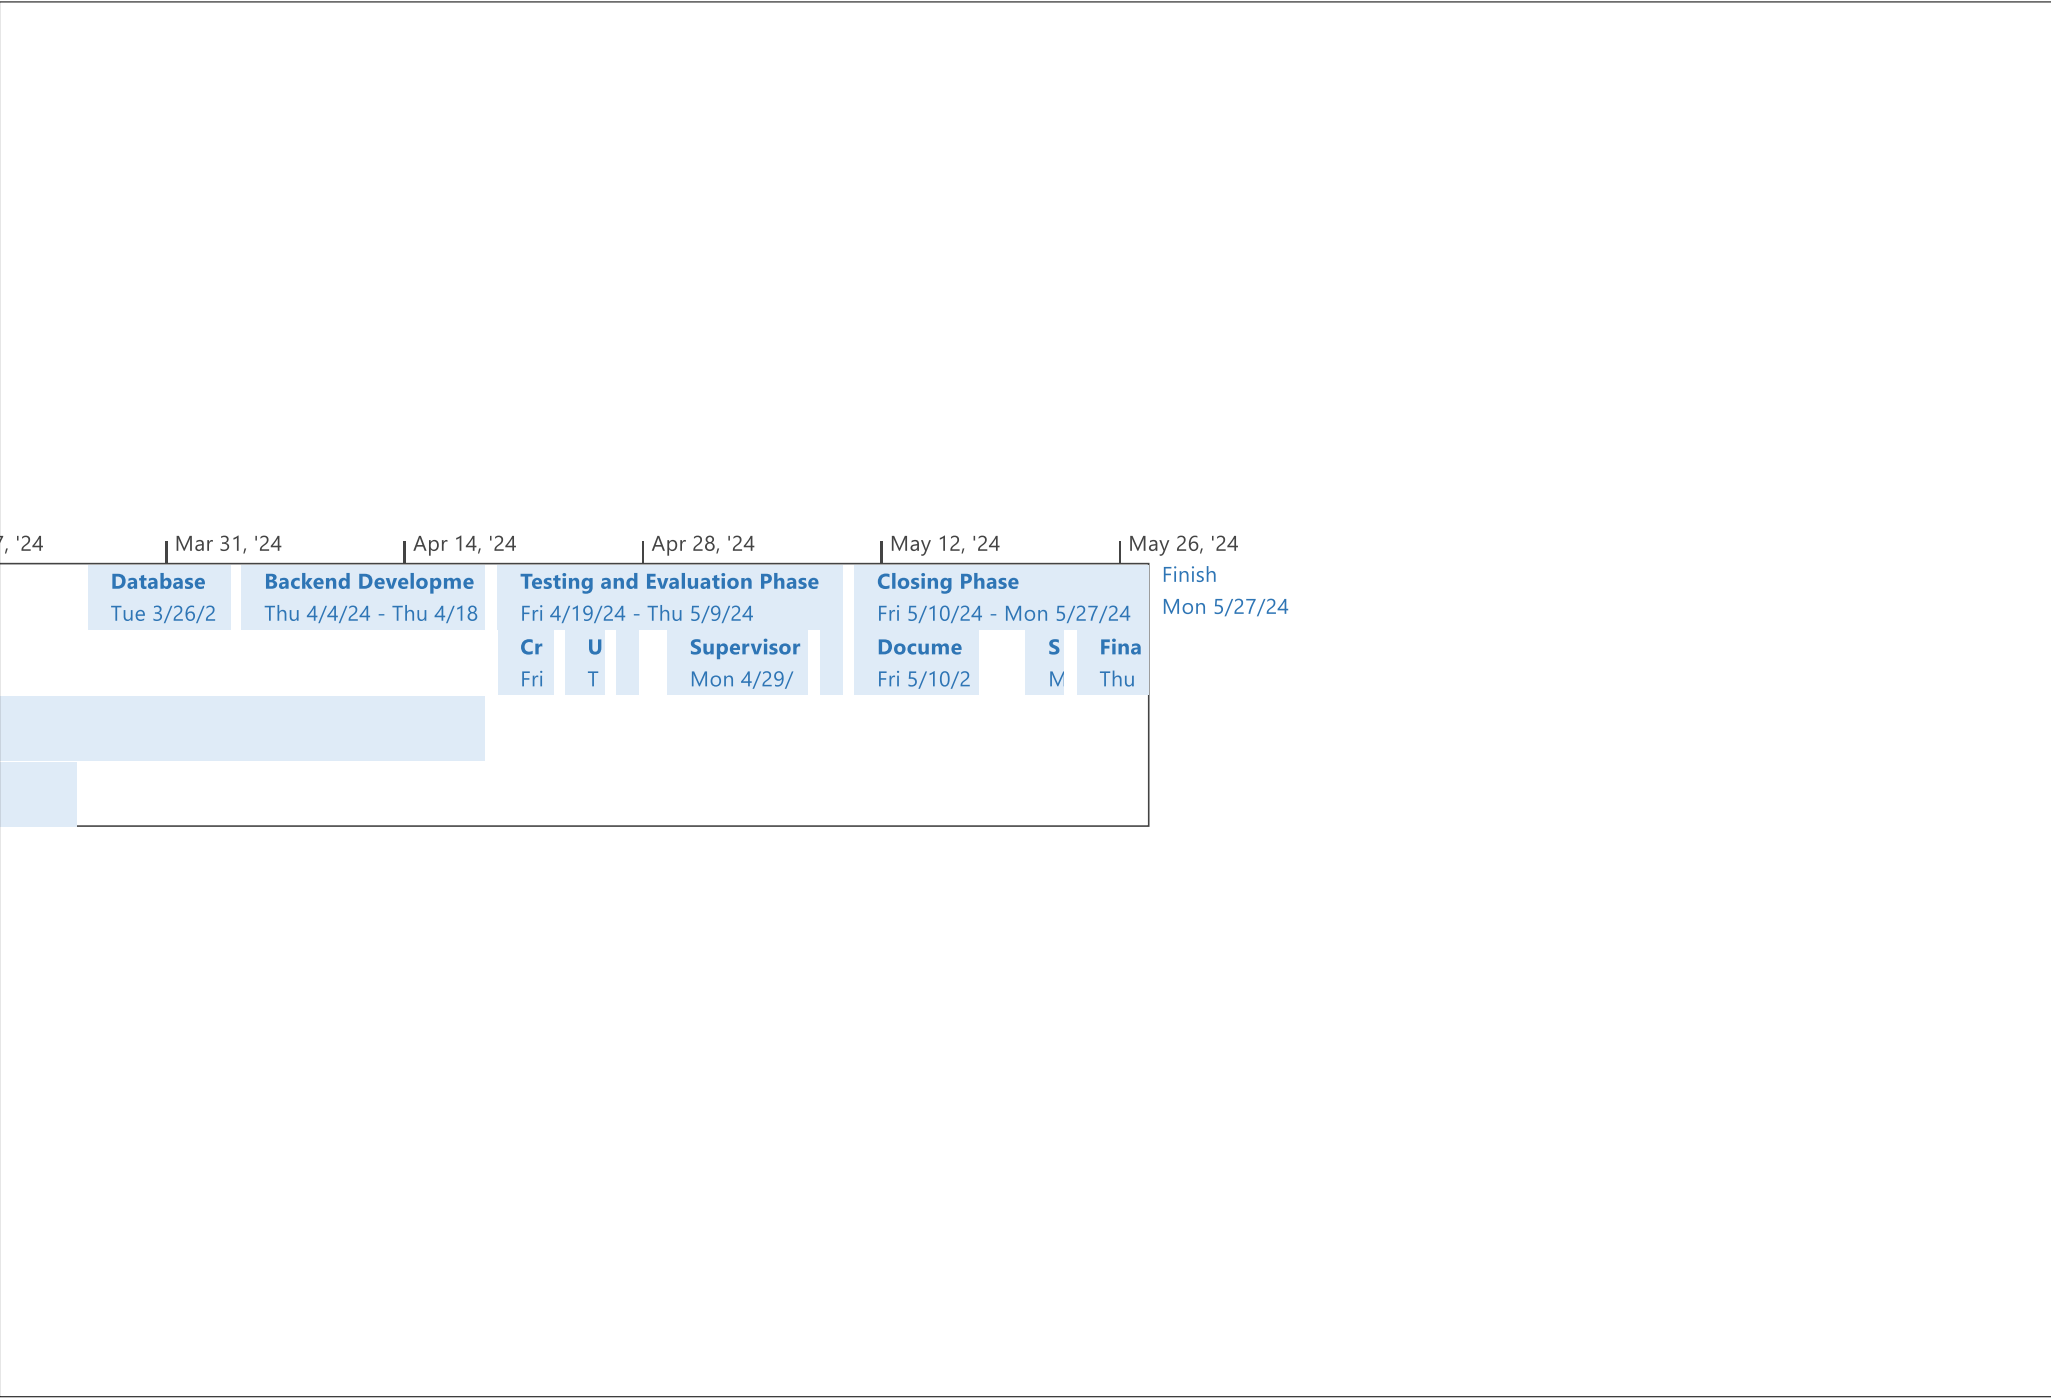 7, '24 Mar 31, '24 Apr 14, '24 Apr 28, '24 May 12, '24 May 26, '24
Database
Tue 3/26/2
Backend Developme
Thu 4/4/24 - Thu 4/18
Testing and Evaluation Phase
Fri 4/19/24 - Thu 5/9/24
Closing Phase
Fri 5/10/24 - Mon 5/27/24
Finish
Mon 5/27/24
Cr
Fri
U
T
Supervisor
Mon 4/29/
Docume
Fri 5/10/2
S
M
Fina
Thu